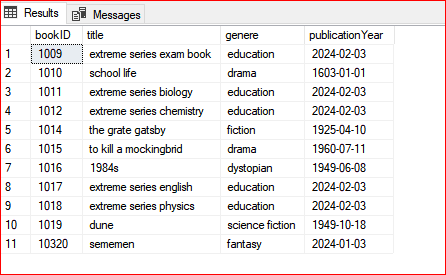 Results Messages
bookID title genere publicationYear
1 1009 extreme series exam book education 2024-02-03
2 1010 school life drama 1603-01-01
3 1011 extreme series biology education 2024-02-03
4 1012 extreme series chemistry education 2024-02-03
5 1014 the grate gatsby fiction 1925-04-10
6 1015 to kill a mockingbrid drama 1960-07-11
7 1016 1984s dystopian 1949-06-08
8 1017 extreme series english education 2024-02-03
9 1018 extreme series physics education 2024-02-03
10 1019 dune science fiction 1949-10-18
11 10320 sememen fantasy 2024-01-03